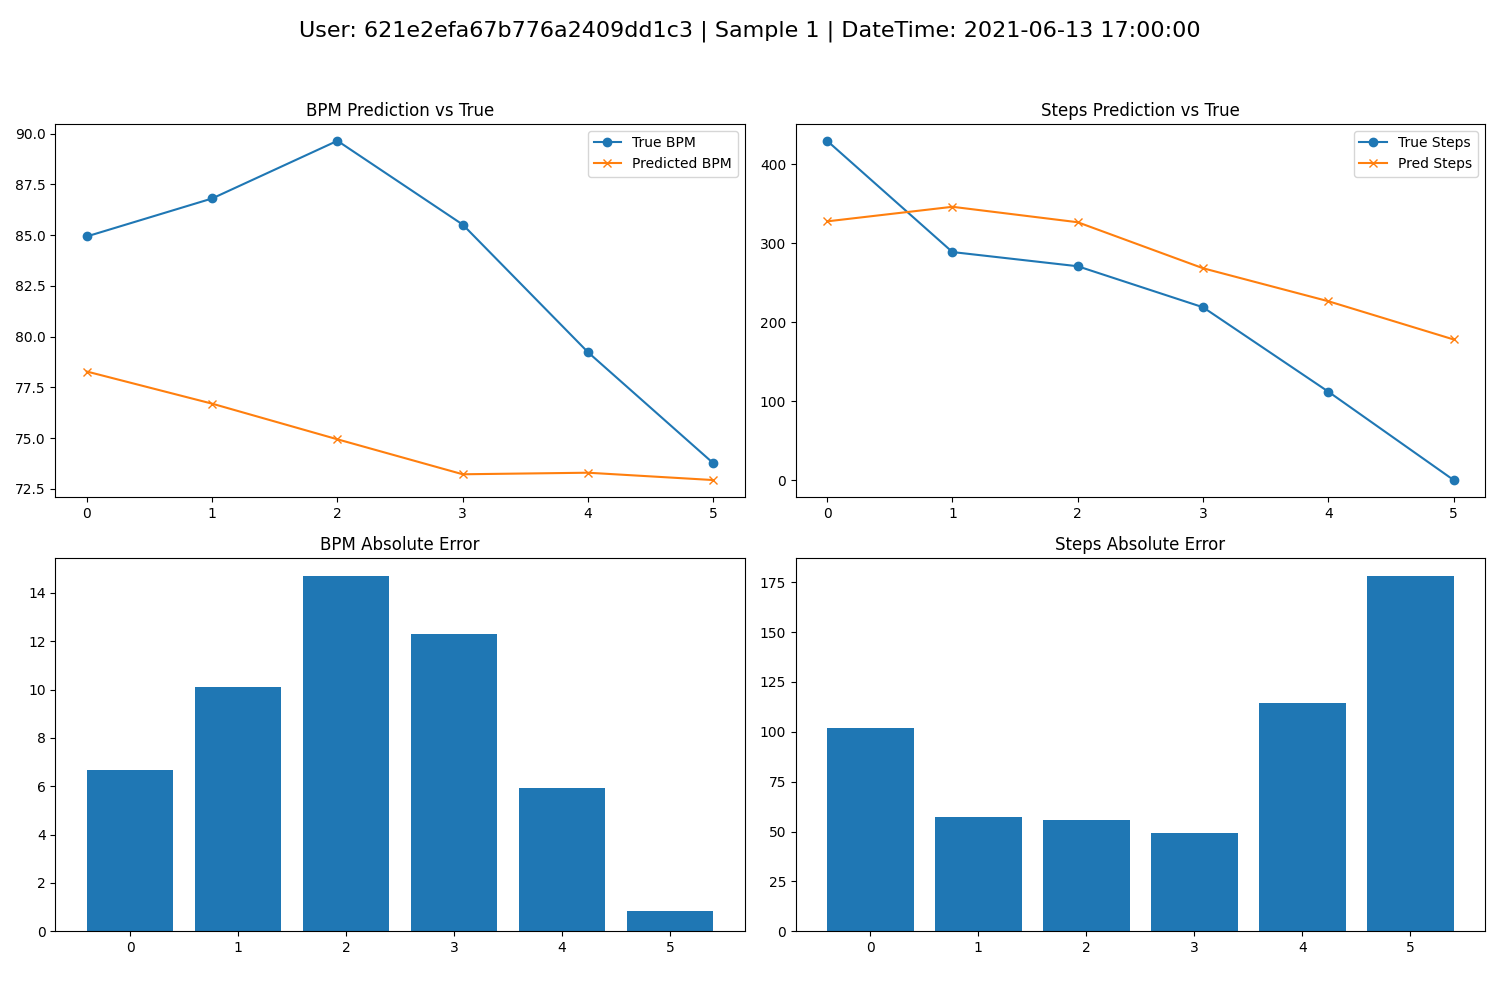 User: 621e2efa67b776a2409dd1c3 | Sample 1 | DateTime: 2021-06-13 17:00:00
BPM Prediction vs True
True BPM
Predicted BPM
90.0
87.5
85.0
82.5
80.0
77.5
75.0
72.5
0 1 2 3 4 5
Steps Prediction vs True
True Steps
Pred Steps
400
300
200
100
0
0 1 2 3 4 5
BPM Absolute Error
14
12
10
8
6
4
2
0
0 1 2 3 4 5
Steps Absolute Error
175
150
125
100
75
50
25
0
0 1 2 3 4 5